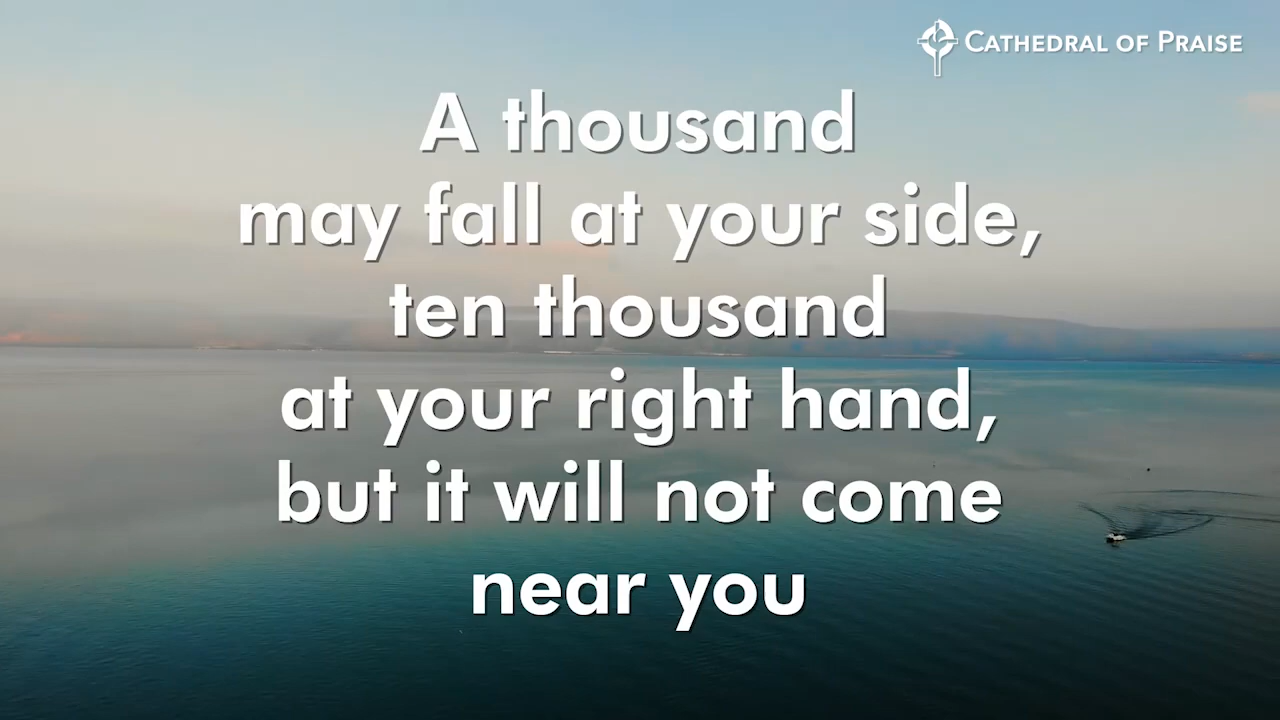 CATHEDRAL OF PRAISE
A thousand
may fall at your side,
ten thousand
at your right hand,
but it will not come
near you